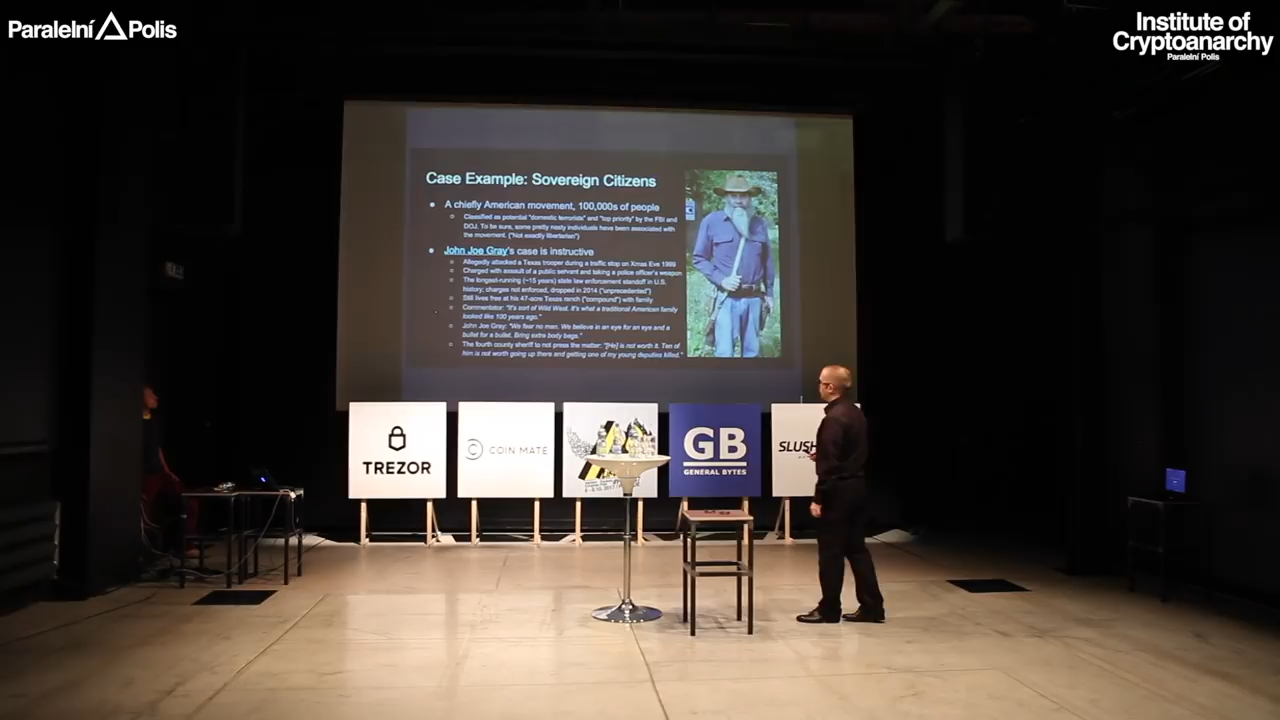 Paralelní Polis
Institute of
Cryptoanarchy
Paralelní Polis
Case Example: Sovereign Citizens
A chiefly American movement, 100,000s of people
Classified as potential "domestic terrorists" and "top priority" by the FBI and
DOJ. To be sure, some pretty nasty individuals have been associated with
the movement. ("Not exactly libertarian")
John Joe Gray's case is instructive
Allegedly attacked a Texas trooper during a traffic stop on Xmas Eve 1999
Charged with assault of a public servant and taking a police officer's weapon
The longest-running (~15 years) state law enforcement standoff in U.S.
history; charges not enforced, dropped in 2014 ("unprecedented")
Still lives free at his 47-acre Texas ranch ("compound") with family
Commentator: "It's sort of Wild West. It's what a traditional American family
looked like 100 years ago."
John Joe Gray: "We fear no man. We believe in an eye for an eye and a
bullet for a bullet. Bring extra body bags."
The fourth county sheriff to not press the matter: "[He] is not worth it. Ten of
him is not worth going up there and getting one of my young deputies killed."
TREZOR
COINMATE
GB
GENERAL BYTES
SLUSH